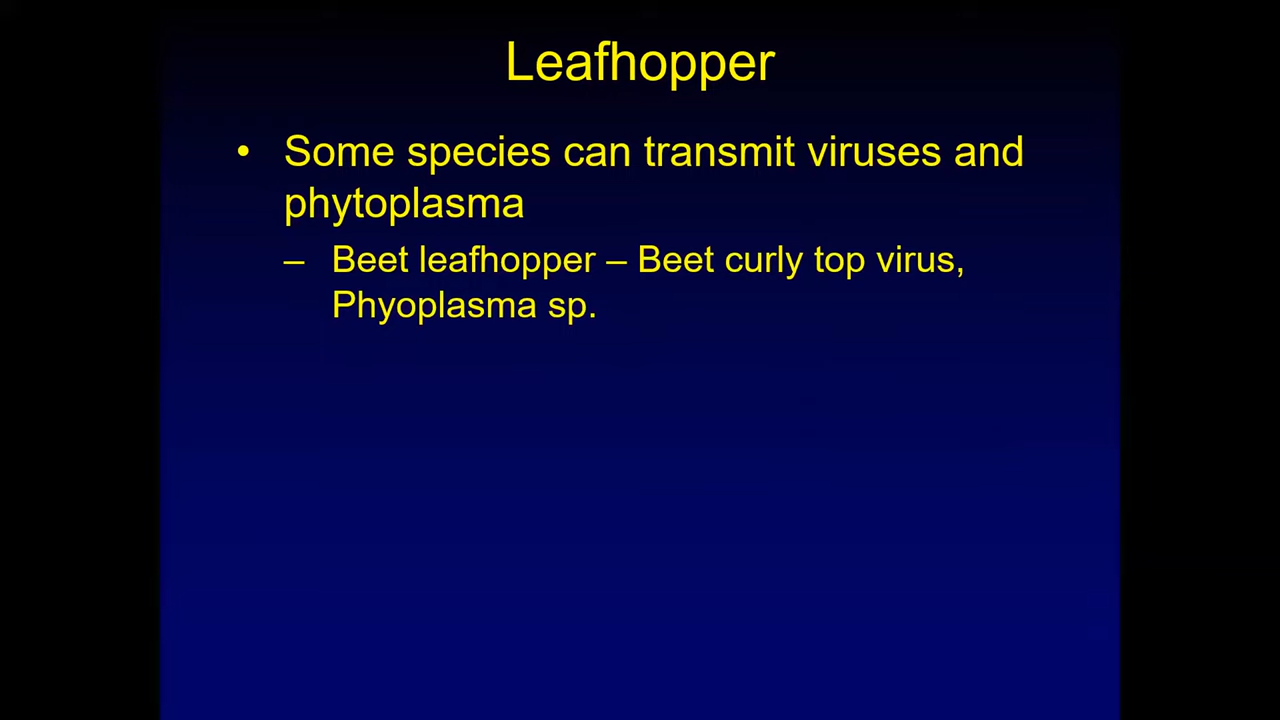 Leafhopper
• Some species can transmit viruses and
phytoplasma
– Beet leafhopper – Beet curly top virus,
Phyoplasma sp.